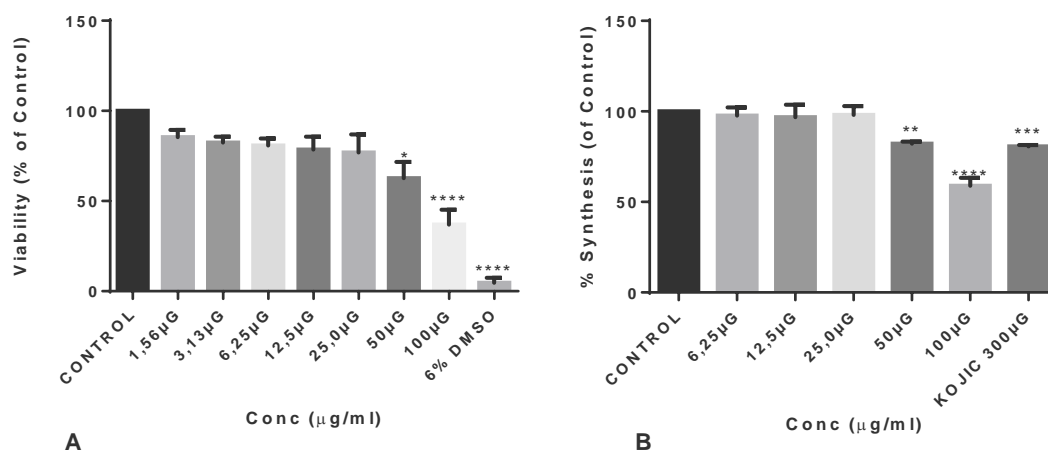 150
100
50
0
Viability (% of Control)
*
****
****
CONTROL
1,56µG
3,13µG
6,25µG
12,5µG
25,0µG
50µG
100µG
6% DMSO
Conc (µg/ml)
A
150
100
50
0
% Synthesis (of Control)
**
****
***
CONTROL
6,25µG
12,5µG
25,0µG
50µG
100µG
KOJIC 300µG
Conc (µg/ml)
B